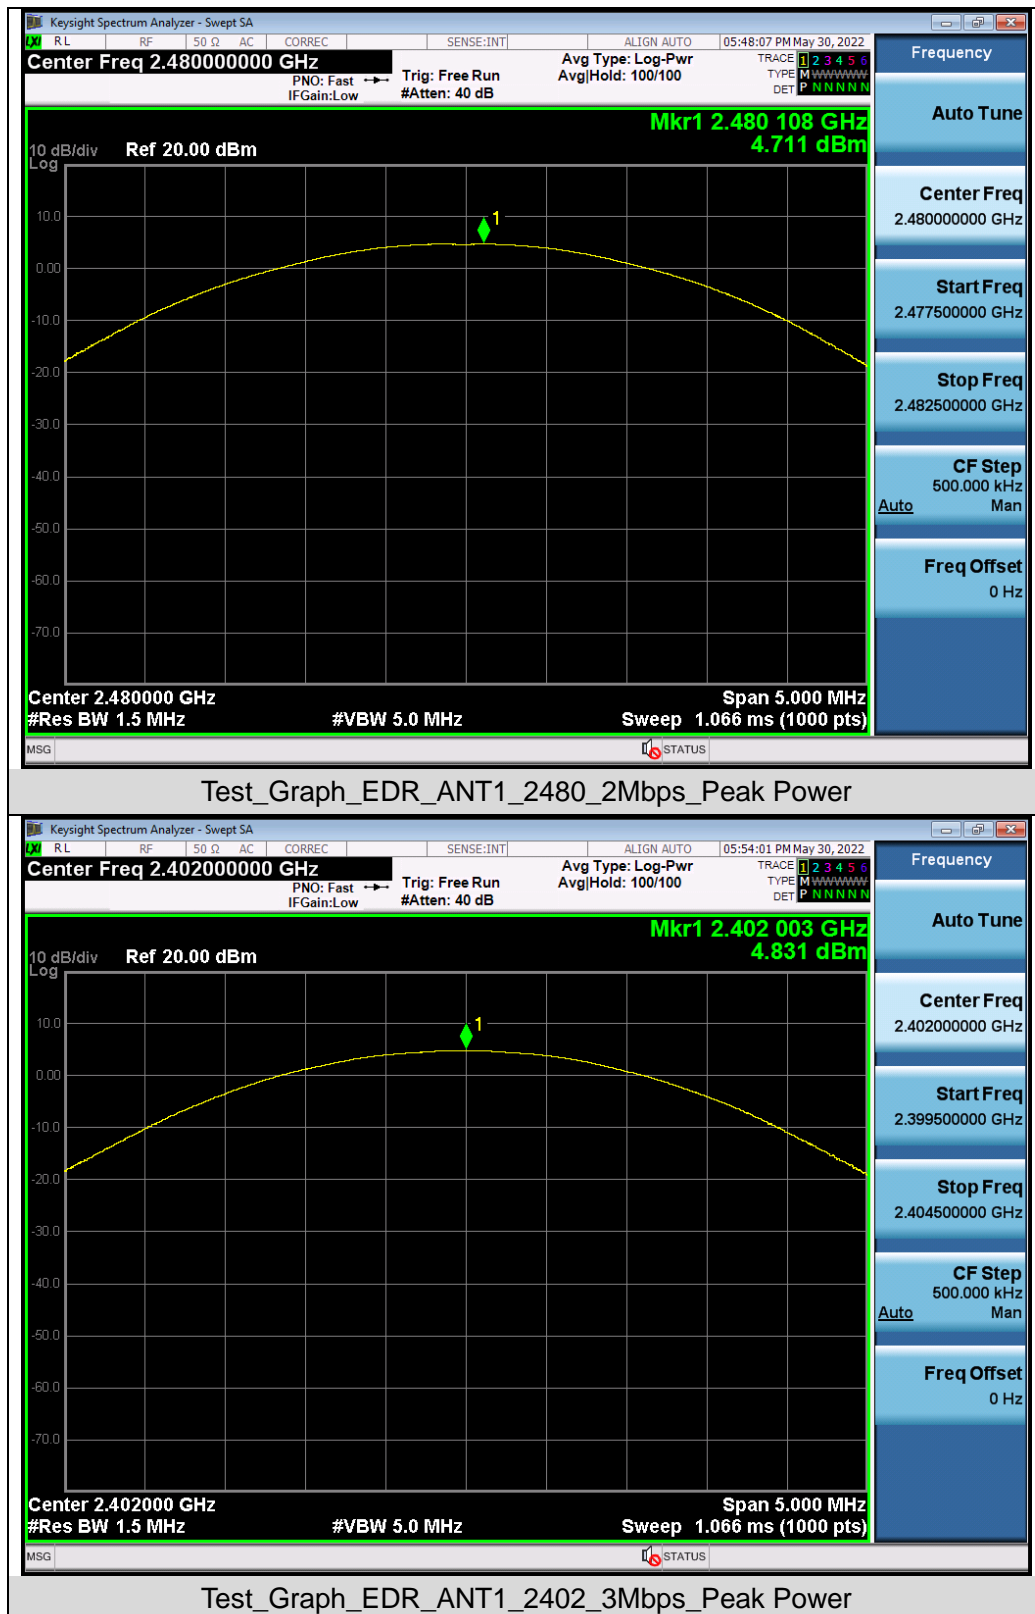 Keysight Spectrum Analyzer - Swept SA
LXI RL RF 50 Ω AC CORREC SENSE:INT ALIGN AUTO 05:48:07 PM May 30, 2022
Center Freq 2.480000000 GHz
PNO: Fast
IFGain:Low
Trig: Free Run
#Atten: 40 dB
Avg Type: Log-Pwr
Avg|Hold: 100/100
TRACE 1 2 3 4 5 6
TYPE M WWWWW
DET P N N N N N
Mkr1 2.480 108 GHz
4.711 dBm
10 dB/div Ref 20.00 dBm
Log
1
10.0
0.00
-10.0
-20.0
-30.0
-40.0
-50.0
-60.0
-70.0
Center 2.480000 GHz Span 5.000 MHz
#Res BW 1.5 MHz #VBW 5.0 MHz Sweep 1.066 ms (1000 pts)
MSG STATUS
Frequency
Auto Tune
Center Freq
2.480000000 GHz
Start Freq
2.477500000 GHz
Stop Freq
2.482500000 GHz
CF Step
500.000 kHz
Auto Man
Freq Offset
0 Hz
Test_Graph_EDR_ANT1_2480_2Mbps_Peak Power
Keysight Spectrum Analyzer - Swept SA
LXI RL RF 50 Ω AC CORREC SENSE:INT ALIGN AUTO 05:54:01 PM May 30, 2022
Center Freq 2.402000000 GHz
PNO: Fast
IFGain:Low
Trig: Free Run
#Atten: 40 dB
Avg Type: Log-Pwr
Avg|Hold: 100/100
TRACE 1 2 3 4 5 6
TYPE M WWWWW
DET P N N N N N
Mkr1 2.402 003 GHz
4.831 dBm
10 dB/div Ref 20.00 dBm
Log
1
10.0
0.00
-10.0
-20.0
-30.0
-40.0
-50.0
-60.0
-70.0
Center 2.402000 GHz Span 5.000 MHz
#Res BW 1.5 MHz #VBW 5.0 MHz Sweep 1.066 ms (1000 pts)
MSG STATUS
Frequency
Auto Tune
Center Freq
2.402000000 GHz
Start Freq
2.399500000 GHz
Stop Freq
2.404500000 GHz
CF Step
500.000 kHz
Auto Man
Freq Offset
0 Hz
Test_Graph_EDR_ANT1_2402_3Mbps_Peak Power